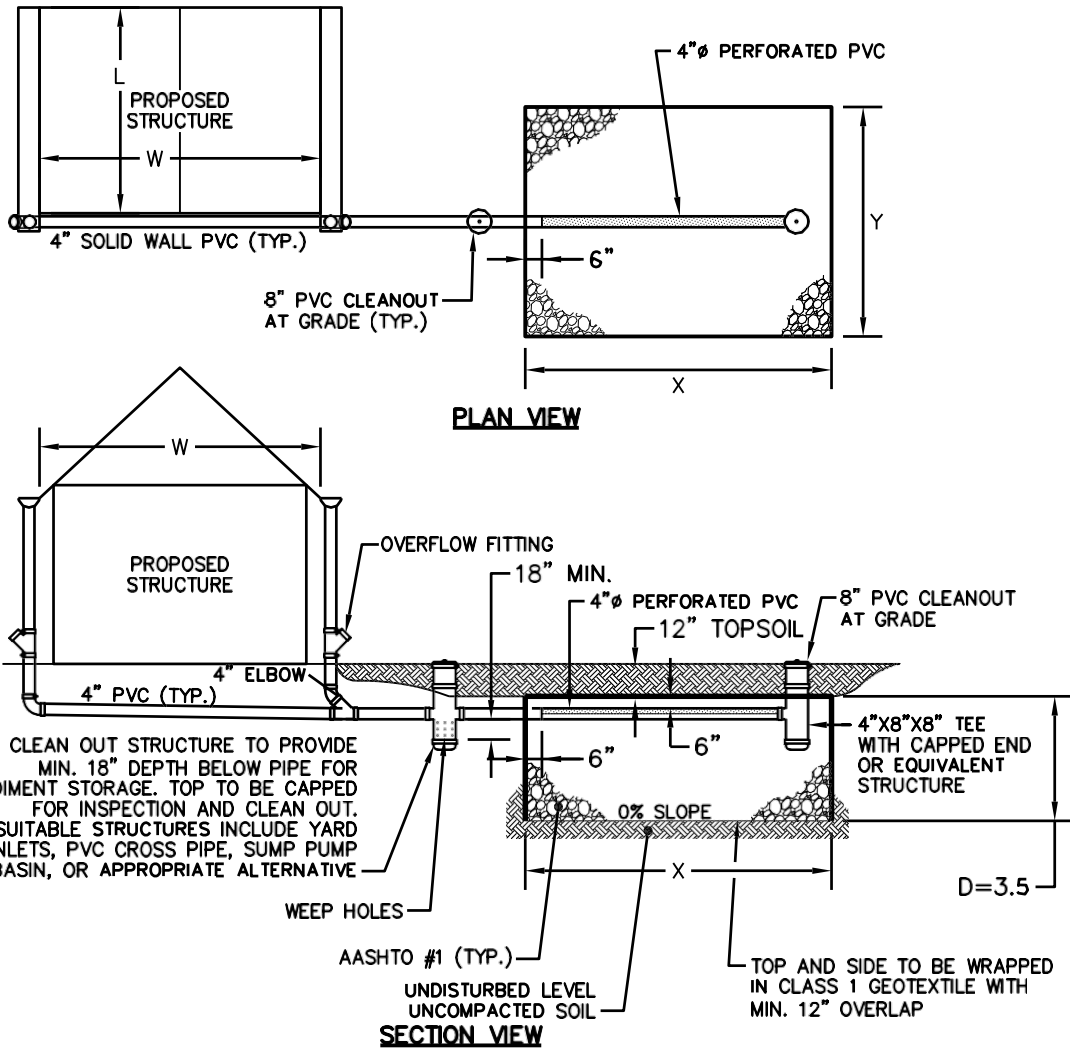 4"ø PERFORATED PVC
L
PROPOSED
STRUCTURE
W
Y
4" SOLID WALL PVC (TYP.)
6"
8" PVC CLEANOUT
AT GRADE (TYP.)
X
PLAN VIEW
W
OVERFLOW FITTING
PROPOSED
STRUCTURE
18" MIN.
4"ø PERFORATED PVC
8" PVC CLEANOUT
AT GRADE
12" TOPSOIL
4" ELBOW
4" PVC (TYP.)
CLEAN OUT STRUCTURE TO PROVIDE
MIN. 18" DEPTH BELOW PIPE FOR
DIMENT STORAGE. TOP TO BE CAPPED
FOR INSPECTION AND CLEAN OUT.
SUITABLE STRUCTURES INCLUDE YARD
NLETS, PVC CROSS PIPE, SUMP PUMP
BASIN, OR APPROPRIATE ALTERNATIVE
6"
6"
4"X8"X8" TEE
WITH CAPPED END
OR EQUIVALENT
STRUCTURE
0% SLOPE
X
D=3.5
WEEP HOLES
AASHTO #1 (TYP.)
UNDISTURBED LEVEL
UNCOMPACTED SOIL
TOP AND SIDE TO BE WRAPPED
IN CLASS 1 GEOTEXTILE WITH
MIN. 12" OVERLAP
SECTION VIEW